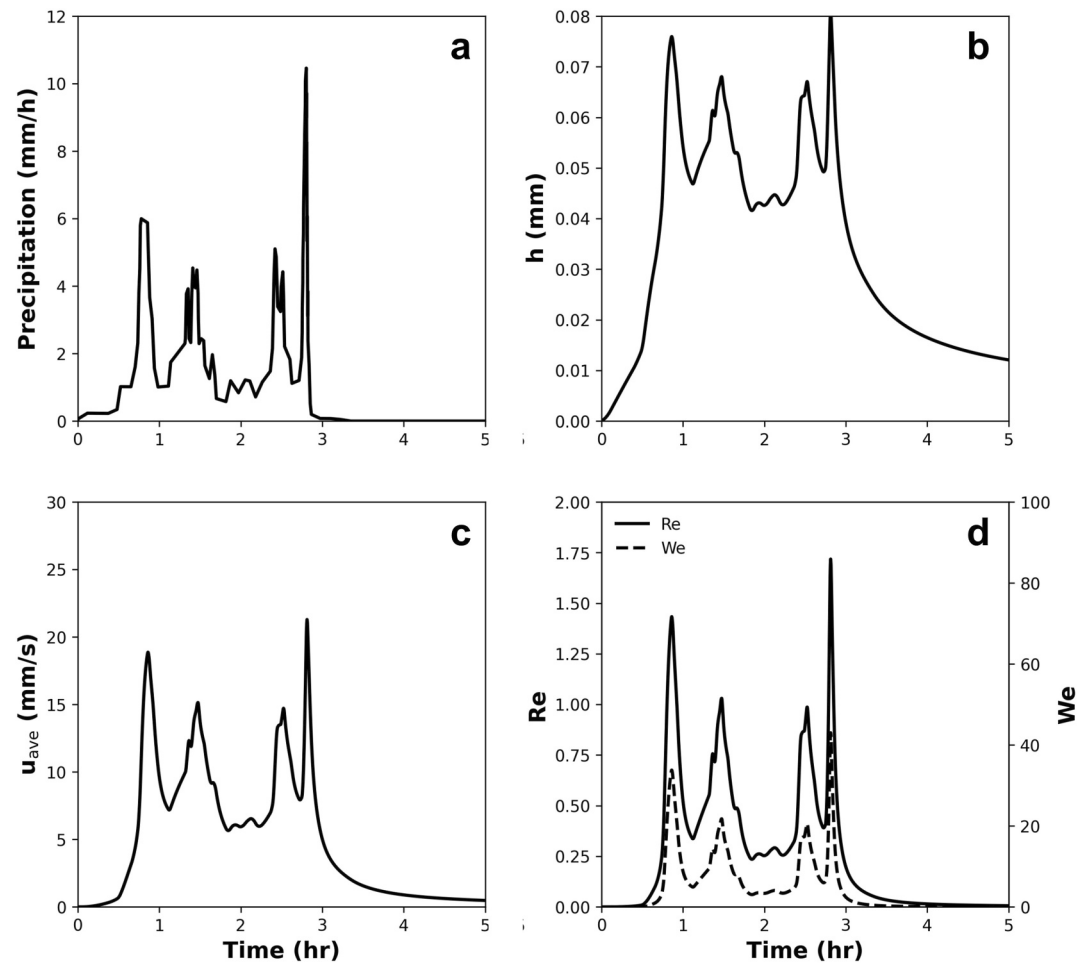 a
Precipitation (mm/h)
12
10
8
6
4
2
0
0 1 2 3 4 5
b
h (mm)
0.08
0.07
0.06
0.05
0.04
0.03
0.02
0.01
0.00
0 1 2 3 4 5
c
u_ave (mm/s)
30
25
20
15
10
5
0
0 1 2 3 4 5
Time (hr)
d
Re
We
Re
2.00
1.75
1.50
1.25
1.00
0.75
0.50
0.25
0.00
We
100
80
60
40
20
0
0 1 2 3 4 5
Time (hr)